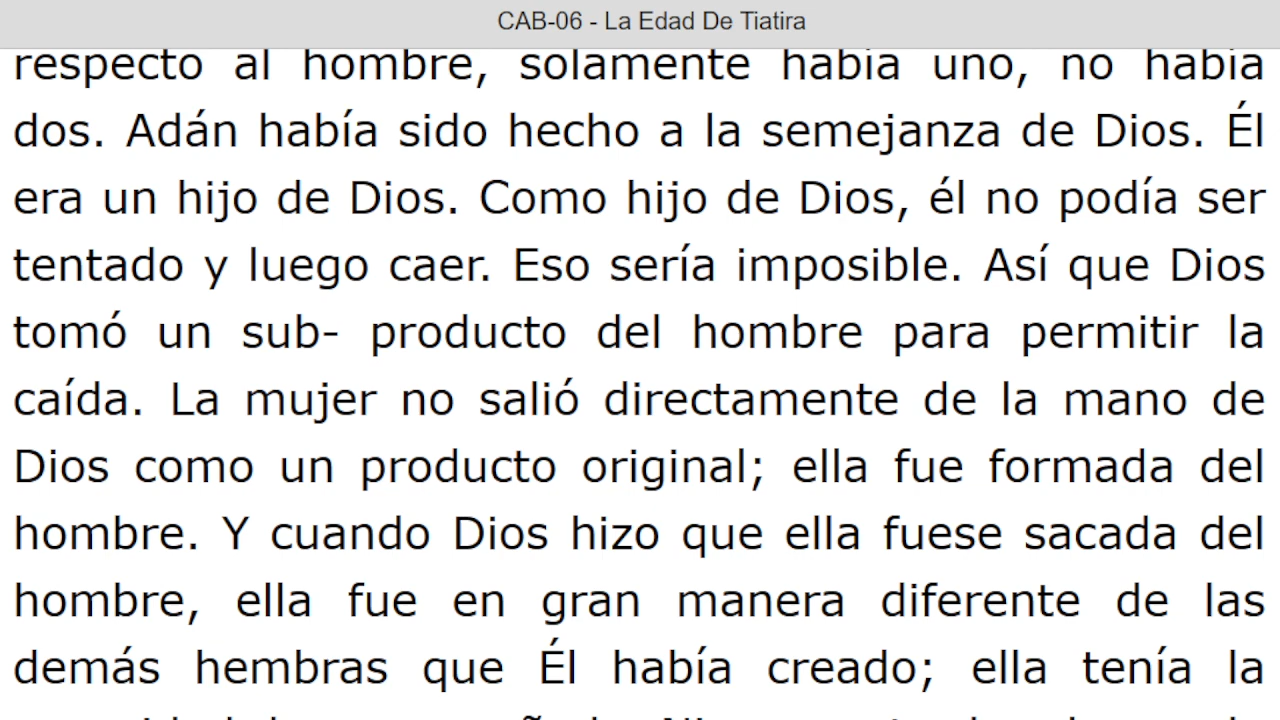 CAB-06 - La Edad De Tiatira
respecto al hombre, solamente había uno, no había
dos. Adán había sido hecho a la semejanza de Dios. Él
era un hijo de Dios. Como hijo de Dios, él no podía ser
tentado y luego caer. Eso sería imposible. Así que Dios
tomó un sub- producto del hombre para permitir la
caída. La mujer no salió directamente de la mano de
Dios como un producto original; ella fue formada del
hombre. Y cuando Dios hizo que ella fuese sacada del
hombre, ella fue en gran manera diferente de las
demás hembras que Él había creado; ella tenía la